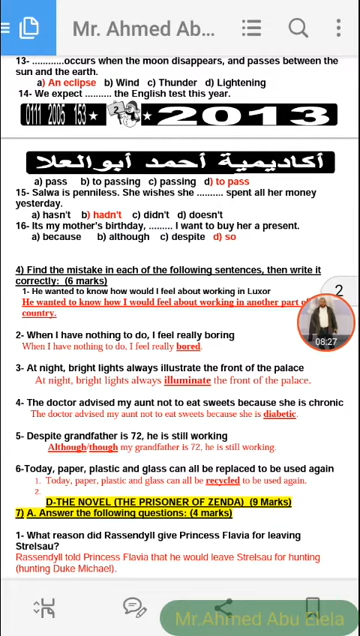 Mr. Ahmed Ab...
13- ............occurs when the moon disappears, and passes between the
sun and the earth.
a) An eclipse b) Wind c) Thunder d) Lightening
14- We expect .......... the English test this year.
0111 2005 153 ★ 2 ★ 2013
أكاديمية أحمد أبو العلا
a) pass b) to passing c) passing d) to pass
15- Salwa is penniless. She wishes she ......... spent all her money
yesterday.
a) hasn't b) hadn't c) didn't d) doesn't
16- Its my mother's birthday, ......... I want to buy her a present.
a) because b) although c) despite d) so
4) Find the mistake in each of the following sentences, then write it
correctly: (6 marks)
2
1- He wanted to know how would I feel about working in Luxor
He wanted to know how I would feel about working in another part of
country.
08:27
2- When I have nothing to do, I feel really boring
When I have nothing to do, I feel really bored.
3- At night, bright lights always illustrate the front of the palace
At night, bright lights always illuminate the front of the palace.
4- The doctor advised my aunt not to eat sweets because she is chronic
The doctor advised my aunt not to eat sweets because she is diabetic.
5- Despite grandfather is 72, he is still working
Although/though my grandfather is 72, he is still working.
6-Today, paper, plastic and glass can all be replaced to be used again
1. Today, paper, plastic and glass can all be recycled to be used again.
2.
D-THE NOVEL (THE PRISONER OF ZENDA) (9 Marks)
7) A. Answer the following questions: (4 marks)
1- What reason did Rassendyll give Princess Flavia for leaving
Strelsau?
Rassendyll told Princess Flavia that he would leave Strelsau for hunting
(hunting Duke Michael).
Mr.Ahmed Abu Elela